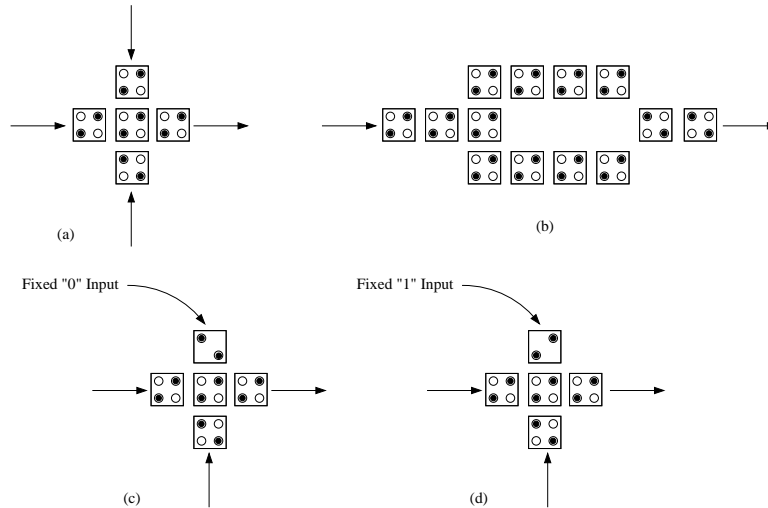 (a)
(b)
Fixed "0" Input
Fixed "1" Input
(c)
(d)